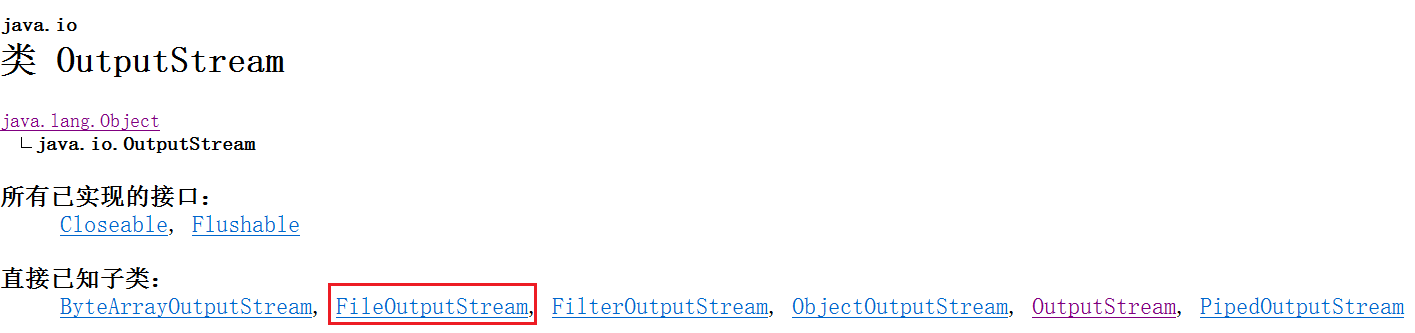 java.io
类 OutputStream
java.lang.Object
java.io.OutputStream
所有已实现的接口：
Closeable, Flushable
直接已知子类：
ByteArrayOutputStream, FileOutputStream, FilterOutputStream, ObjectOutputStream, OutputStream, PipedOutputStream